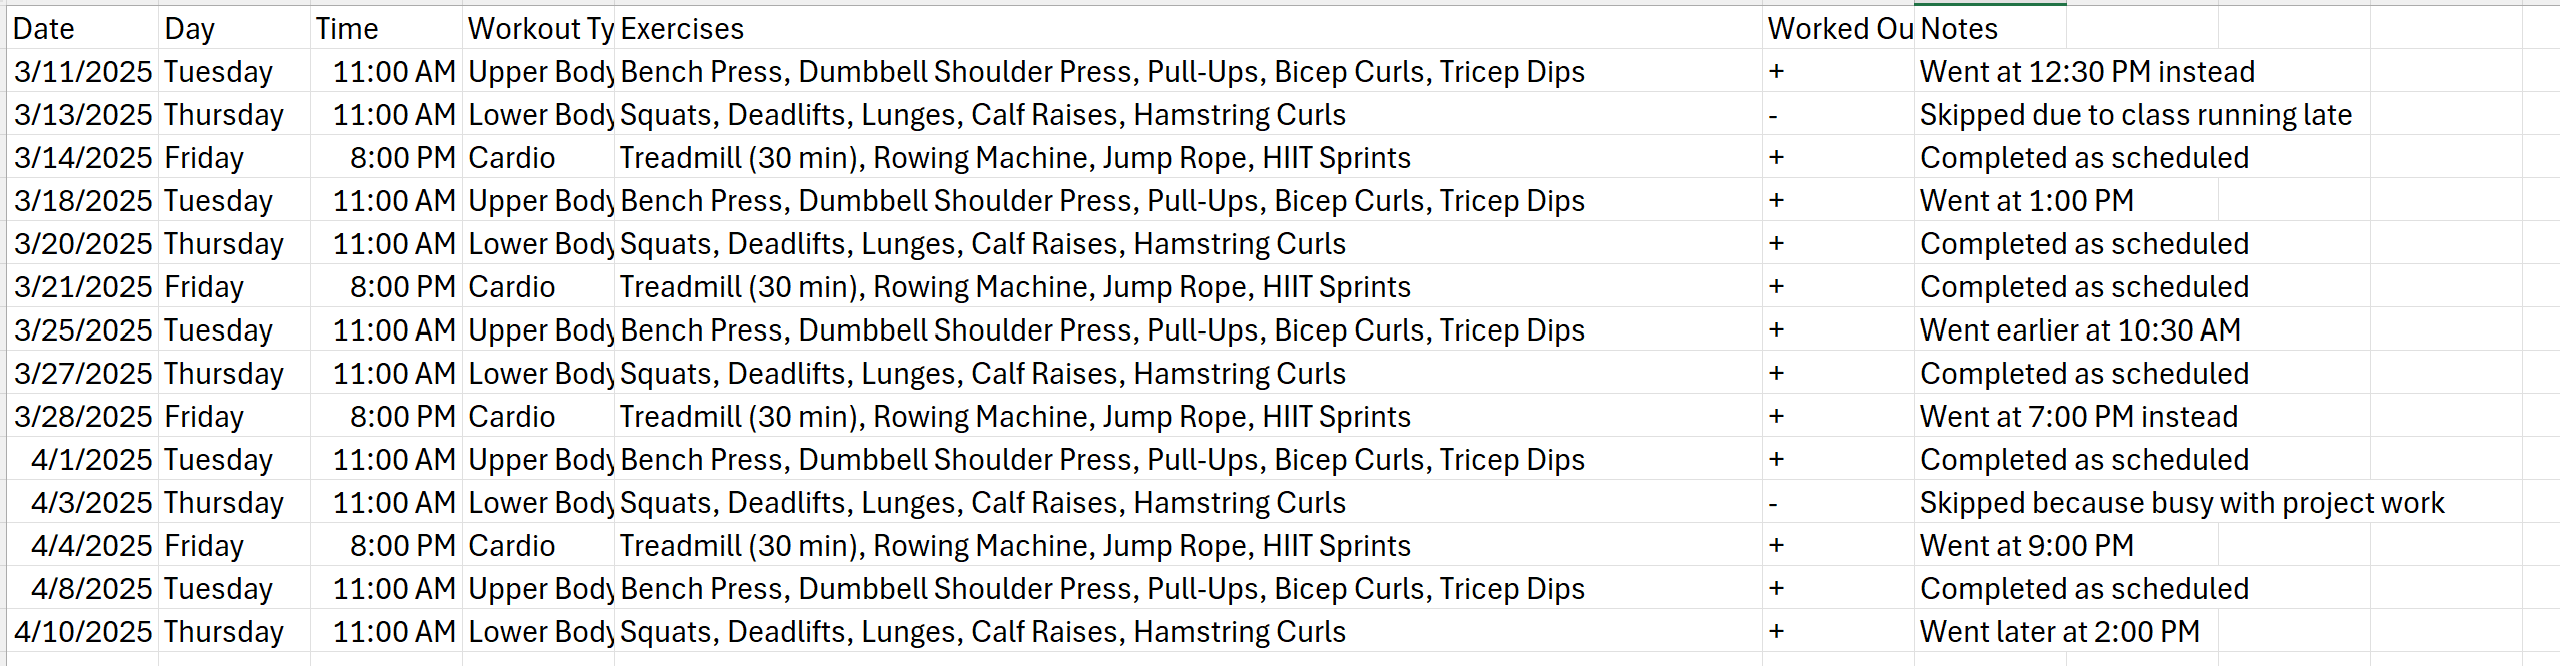 Date Day Time Workout Ty Exercises Worked Ou Notes
3/11/2025 Tuesday 11:00 AM Upper Body Bench Press, Dumbbell Shoulder Press, Pull-Ups, Bicep Curls, Tricep Dips + Went at 12:30 PM instead
3/13/2025 Thursday 11:00 AM Lower Body Squats, Deadlifts, Lunges, Calf Raises, Hamstring Curls - Skipped due to class running late
3/14/2025 Friday 8:00 PM Cardio Treadmill (30 min), Rowing Machine, Jump Rope, HIIT Sprints + Completed as scheduled
3/18/2025 Tuesday 11:00 AM Upper Body Bench Press, Dumbbell Shoulder Press, Pull-Ups, Bicep Curls, Tricep Dips + Went at 1:00 PM
3/20/2025 Thursday 11:00 AM Lower Body Squats, Deadlifts, Lunges, Calf Raises, Hamstring Curls + Completed as scheduled
3/21/2025 Friday 8:00 PM Cardio Treadmill (30 min), Rowing Machine, Jump Rope, HIIT Sprints + Completed as scheduled
3/25/2025 Tuesday 11:00 AM Upper Body Bench Press, Dumbbell Shoulder Press, Pull-Ups, Bicep Curls, Tricep Dips + Went earlier at 10:30 AM
3/27/2025 Thursday 11:00 AM Lower Body Squats, Deadlifts, Lunges, Calf Raises, Hamstring Curls + Completed as scheduled
3/28/2025 Friday 8:00 PM Cardio Treadmill (30 min), Rowing Machine, Jump Rope, HIIT Sprints + Went at 7:00 PM instead
4/1/2025 Tuesday 11:00 AM Upper Body Bench Press, Dumbbell Shoulder Press, Pull-Ups, Bicep Curls, Tricep Dips + Completed as scheduled
4/3/2025 Thursday 11:00 AM Lower Body Squats, Deadlifts, Lunges, Calf Raises, Hamstring Curls - Skipped because busy with project work
4/4/2025 Friday 8:00 PM Cardio Treadmill (30 min), Rowing Machine, Jump Rope, HIIT Sprints + Went at 9:00 PM
4/8/2025 Tuesday 11:00 AM Upper Body Bench Press, Dumbbell Shoulder Press, Pull-Ups, Bicep Curls, Tricep Dips + Completed as scheduled
4/10/2025 Thursday 11:00 AM Lower Body Squats, Deadlifts, Lunges, Calf Raises, Hamstring Curls + Went later at 2:00 PM